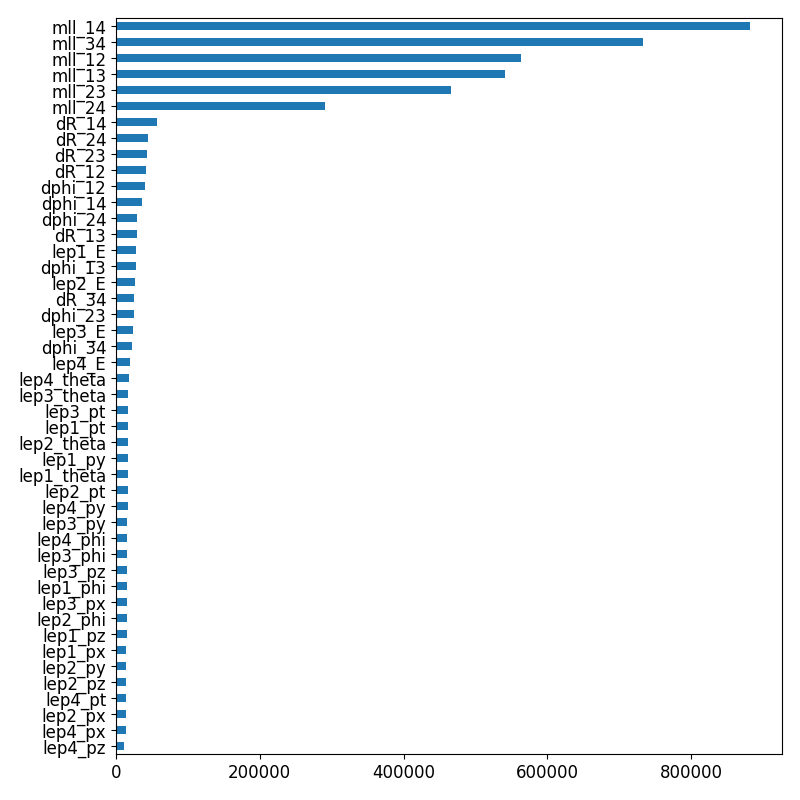 mll_14
mll_34
mll_12
mll_13
mll_23
mll_24
dR_14
dR_24
dR_23
dR_12
dphi_12
dphi_14
dphi_24
dR_13
lep1_E
dphi_13
lep2_E
dR_34
dphi_23
lep3_E
dphi_34
lep4_E
lep4_theta
lep3_theta
lep3_pt
lep1_pt
lep2_theta
lep1_py
lep1_theta
lep2_pt
lep4_py
lep3_py
lep4_phi
lep3_phi
lep3_pz
lep1_phi
lep3_px
lep2_phi
lep1_pz
lep1_px
lep2_py
lep2_pz
lep4_pt
lep2_px
lep4_px
lep4_pz
0 200000 400000 600000 800000